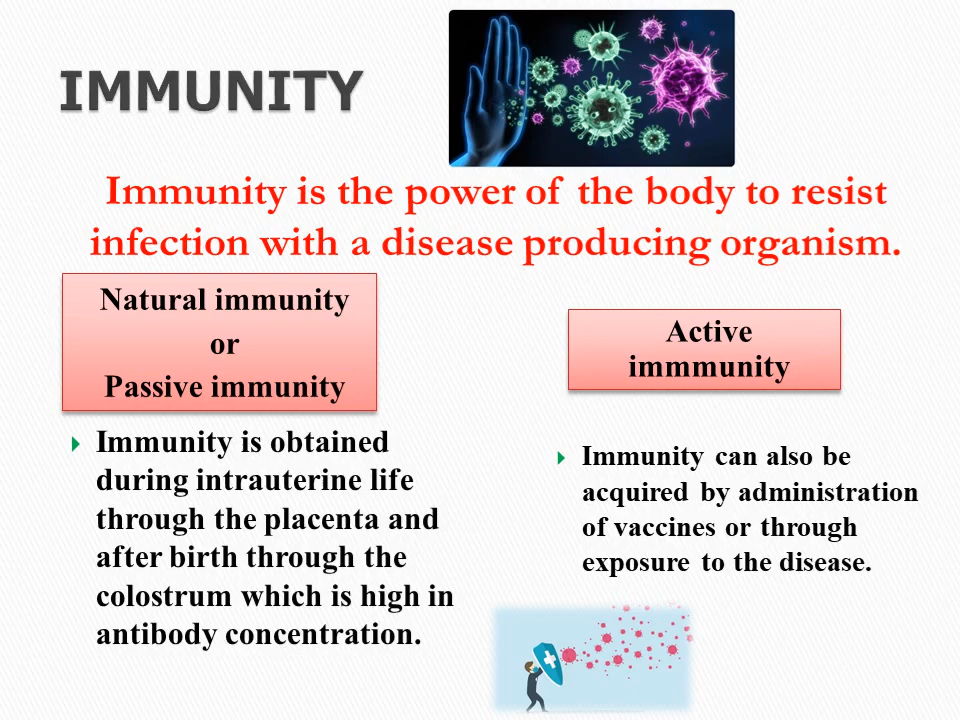 IMMUNITY
Immunity is the power of the body to resist
infection with a disease producing organism.
Natural immunity
or
Passive immunity
Immunity is obtained
during intrauterine life
through the placenta and
after birth through the
colostrum which is high in
antibody concentration.
Active
immmunity
Immunity can also be
acquired by administration
of vaccines or through
exposure to the disease.